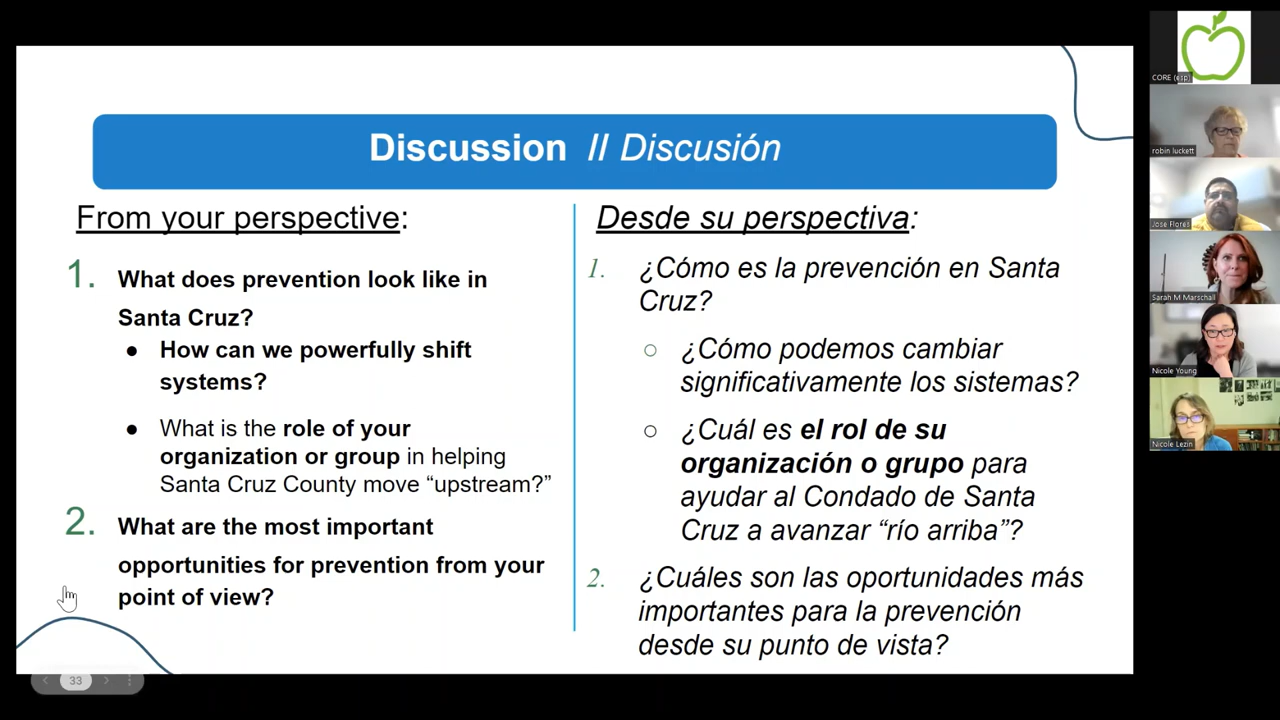 Discussion // Discusión
From your perspective:
1. What does prevention look like in
Santa Cruz?
● How can we powerfully shift
systems?
● What is the role of your
organization or group in helping
Santa Cruz County move “upstream?”
2. What are the most important
opportunities for prevention from your
point of view?
Desde su perspectiva:
1. ¿Cómo es la prevención en Santa
Cruz?
○ ¿Cómo podemos cambiar
significativamente los sistemas?
○ ¿Cuál es el rol de su
organización o grupo para
ayudar al Condado de Santa
Cruz a avanzar “río arriba”?
2. ¿Cuáles son las oportunidades más
importantes para la prevención
desde su punto de vista?
33
CORE (esp)
robin luckett
Jose Flores
Sarah M Marschall
Nicole Young
Nicole Lezin